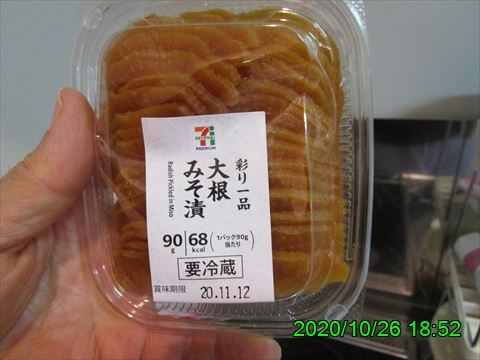 7
SEVEN&i
PREMIUM
彩り一品
大根
みそ漬
Radish Pickled in Miso
90g
68kcal
(1パック90g当たり)
要冷蔵
賞味期限 20.11.12
2020/10/26 18:52